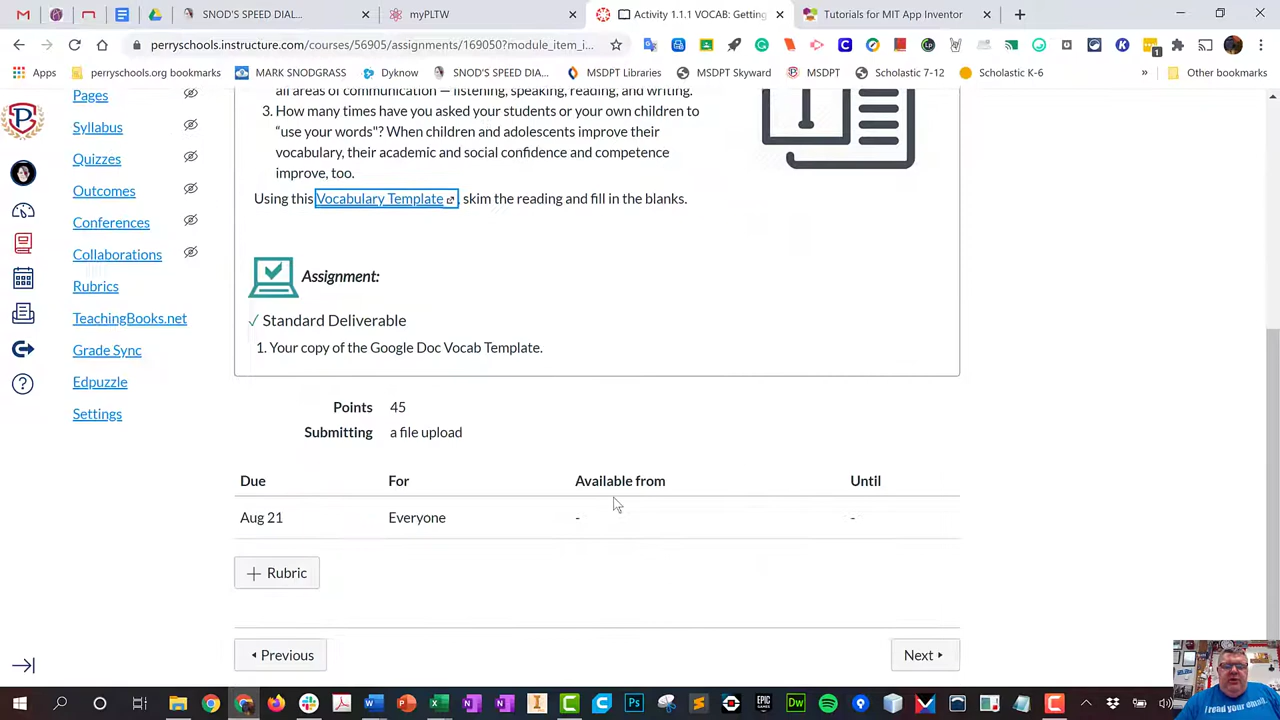 SNOD'S SPEED DIAL
myPLTW
Activity 1.1.1 VOCAB: Getting
Tutorials for MIT App Inventor
perryschools.instructure.com/courses/56905/assignments/169050?module_item_i...
Apps
perryschools.org bookmarks
MARK SNODGRASS
Dyknow
SNOD'S SPEED DIA...
MSDPT Libraries
MSDPT Skyward
MSDPT
Scholastic 7-12
Scholastic K-6
»
Other bookmarks
Pages
Syllabus
Quizzes
Outcomes
Conferences
Collaborations
Rubrics
TeachingBooks.net
Grade Sync
Edpuzzle
Settings
all areas of communication — listening, speaking, reading, and writing.
3. How many times have you asked your students or your own children to
“use your words”? When children and adolescents improve their
vocabulary, their academic and social confidence and competence
improve, too.
Using this Vocabulary Template, skim the reading and fill in the blanks.
Assignment:
✓ Standard Deliverable
1. Your copy of the Google Doc Vocab Template.
Points 45
Submitting a file upload
Due For Available from Until
Aug 21 Everyone - -
+ Rubric
Previous
Next
I read your email.